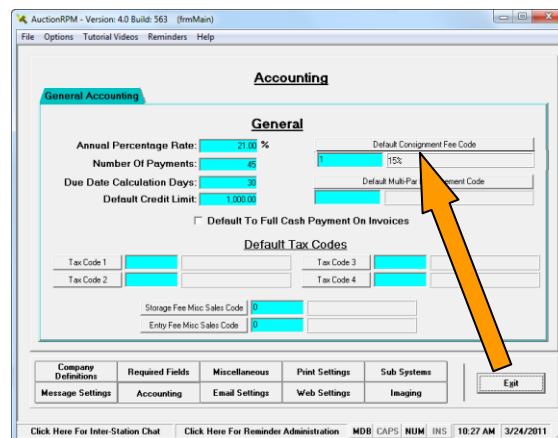 AuctionRPM - Version: 4.0 Build: 563 (frmMain)
File Options Tutorial Videos Reminders Help
Accounting
General Accounting
General
Annual Percentage Rate: 21.00 %
Default Consignment Fee Code
Number Of Payments: 45
1 15%
Due Date Calculation Days: 30
Default Multi-Par
ement Code
Default Credit Limit: 1,000.00
Default To Full Cash Payment On Invoices
Default Tax Codes
Tax Code 1
Tax Code 3
Tax Code 2
Tax Code 4
Storage Fee Misc Sales Code 0
Entry Fee Misc Sales Code 0
Company Definitions
Required Fields
Miscellaneous
Print Settings
Sub Systems
Exit
Message Settings
Accounting
Email Settings
Web Settings
Imaging
Click Here For Inter-Station Chat Click Here For Reminder Administration MDB CAPS NUM INS 10:27 AM 3/24/2011